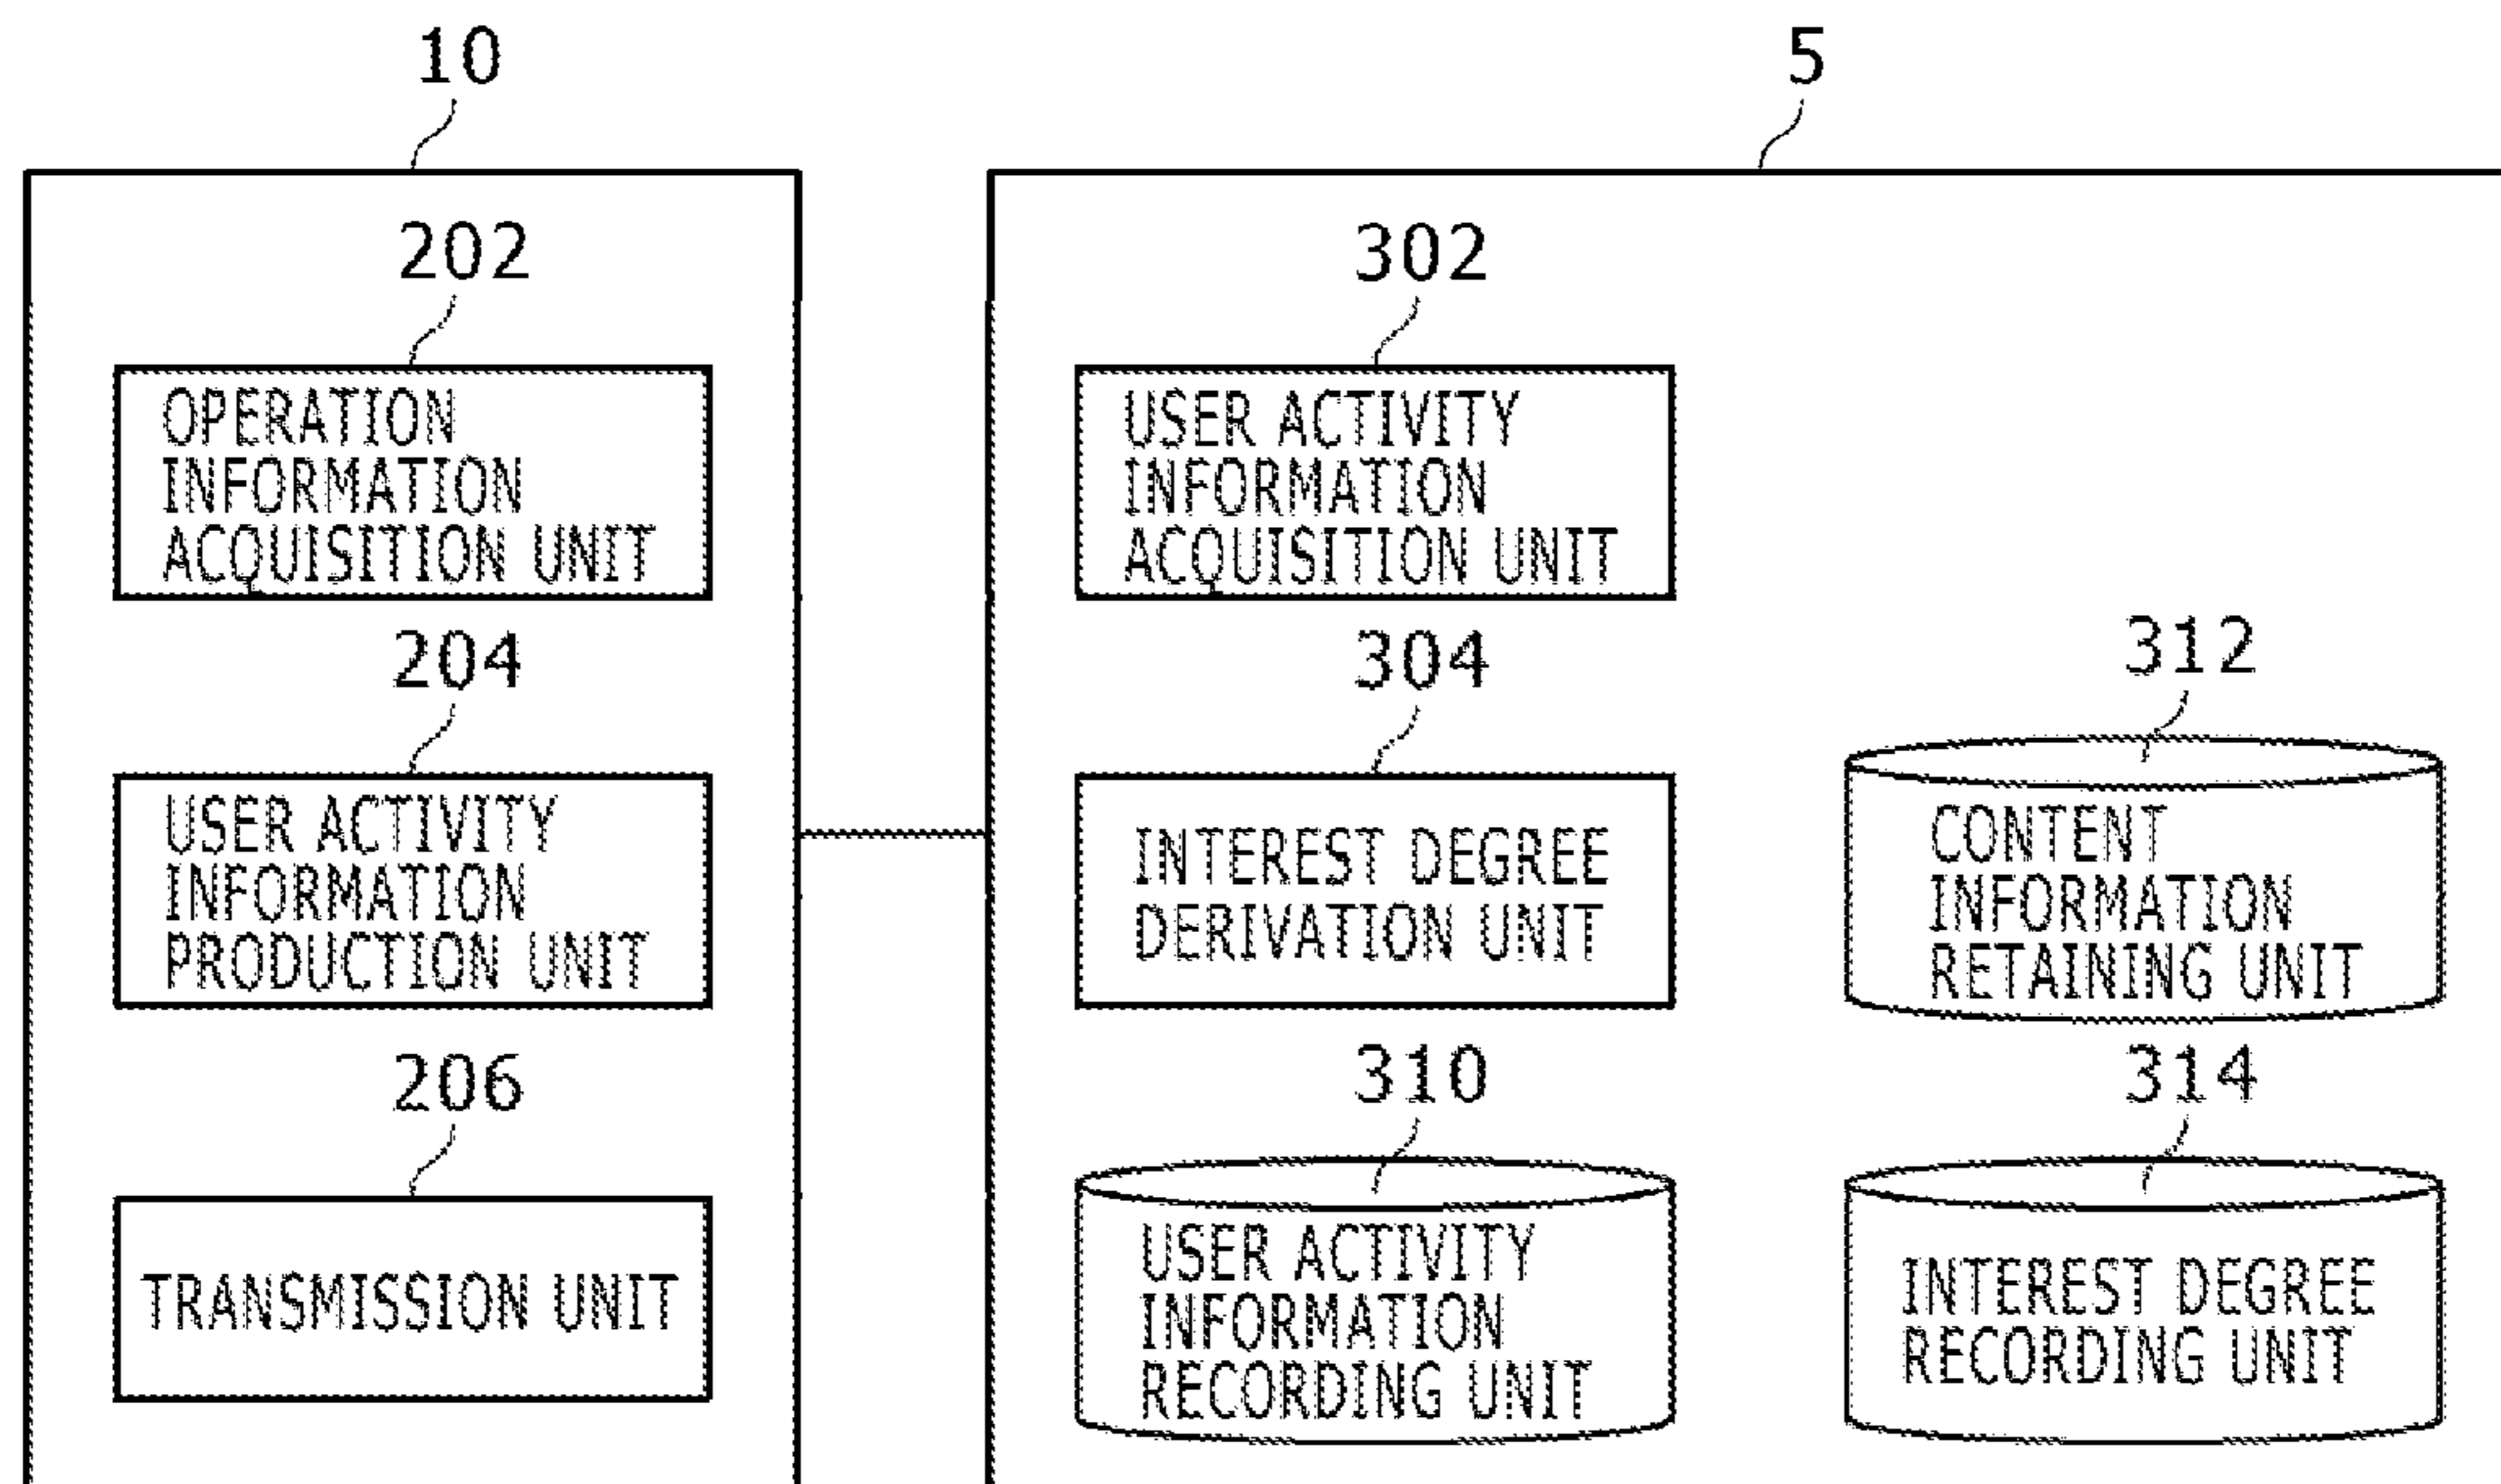 10
5
202
OPERATION
INFORMATION
ACQUISITION UNIT
204
USER ACTIVITY
INFORMATION
PRODUCTION UNIT
206
TRANSMISSION UNIT
302
USER ACTIVITY
INFORMATION
ACQUISITION UNIT
304
INTEREST DEGREE
DERIVATION UNIT
310
USER ACTIVITY
INFORMATION
RECORDING UNIT
312
CONTENT
INFORMATION
RETAINING UNIT
314
INTEREST DEGREE
RECORDING UNIT